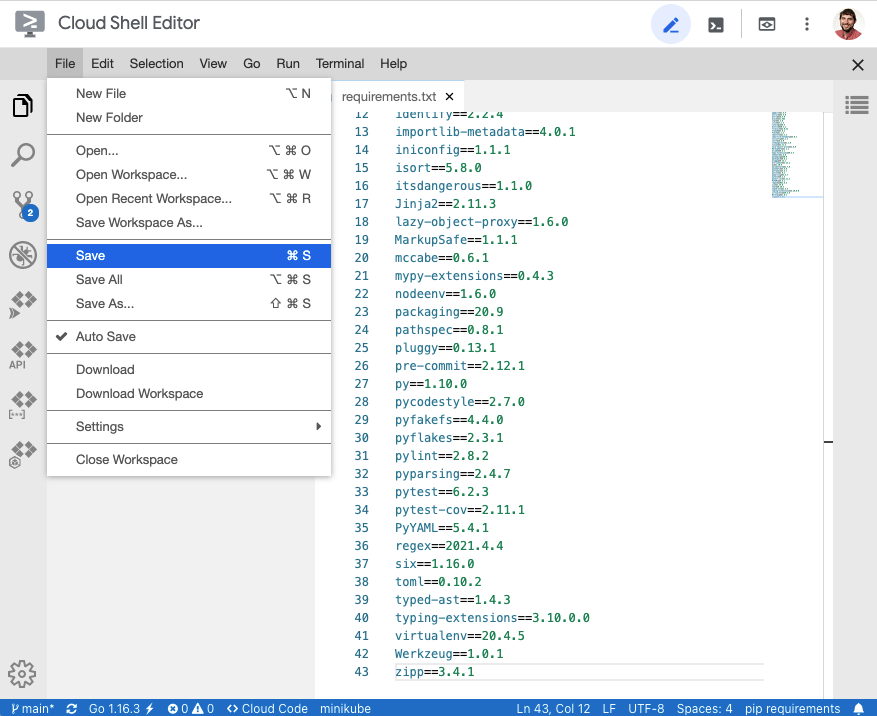 Cloud Shell Editor
File Edit Selection View Go Run Terminal Help
New File ⌥ N
New Folder
Open... ⌥ ⌘ O
Open Workspace... ⌥ ⌘ W
Open Recent Workspace... ⌥ ⌘ R
Save Workspace As...
Save ⌘ S
Save All ⌥ ⌘ S
Save As... ⇧ ⌘ S
Auto Save
Download
Download Workspace
Settings
Close Workspace
2
API
requirements.txt
12 identify==2.2.4
13 importlib-metadata==4.0.1
14 iniconfig==1.1.1
15 isort==5.8.0
16 itsdangerous==1.1.0
17 Jinja2==2.11.3
18 lazy-object-proxy==1.6.0
19 MarkupSafe==1.1.1
20 mccabe==0.6.1
21 mypy-extensions==0.4.3
22 nodeenv==1.6.0
23 packaging==20.9
24 pathspec==0.8.1
25 pluggy==0.13.1
26 pre-commit==2.12.1
27 py==1.10.0
28 pycodestyle==2.7.0
29 pyfakefs==4.4.0
30 pyflakes==2.3.1
31 pylint==2.8.2
32 pyparsing==2.4.7
33 pytest==6.2.3
34 pytest-cov==2.11.1
35 PyYAML==5.4.1
36 regex==2021.4.4
37 six==1.16.0
38 toml==0.10.2
39 typed-ast==1.4.3
40 typing-extensions==3.10.0.0
41 virtualenv==20.4.5
42 Werkzeug==1.0.1
43 zipp==3.4.1
main* Go 1.16.3 0 0 Cloud Code minikube Ln 43, Col 12 LF UTF-8 Spaces: 4 pip requirements